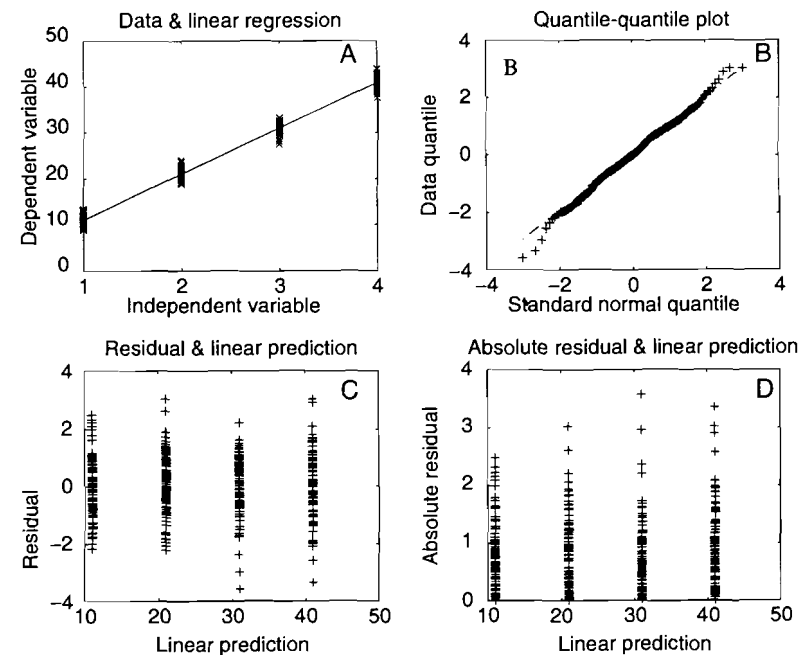 Data & linear regression
A
Dependent variable
50
40
30
20
10
0
1 2 3 4
Independent variable
Quantile-quantile plot
B
B
Data quantile
4
2
0
−2
−4
−4 −2 0 2 4
Standard normal quantile
Residual & linear prediction
C
Residual
4
2
0
−2
−4
10 20 30 40 50
Linear prediction
Absolute residual & linear prediction
D
Absolute residual
4
3
2
1
0
10 20 30 40 50
Linear prediction